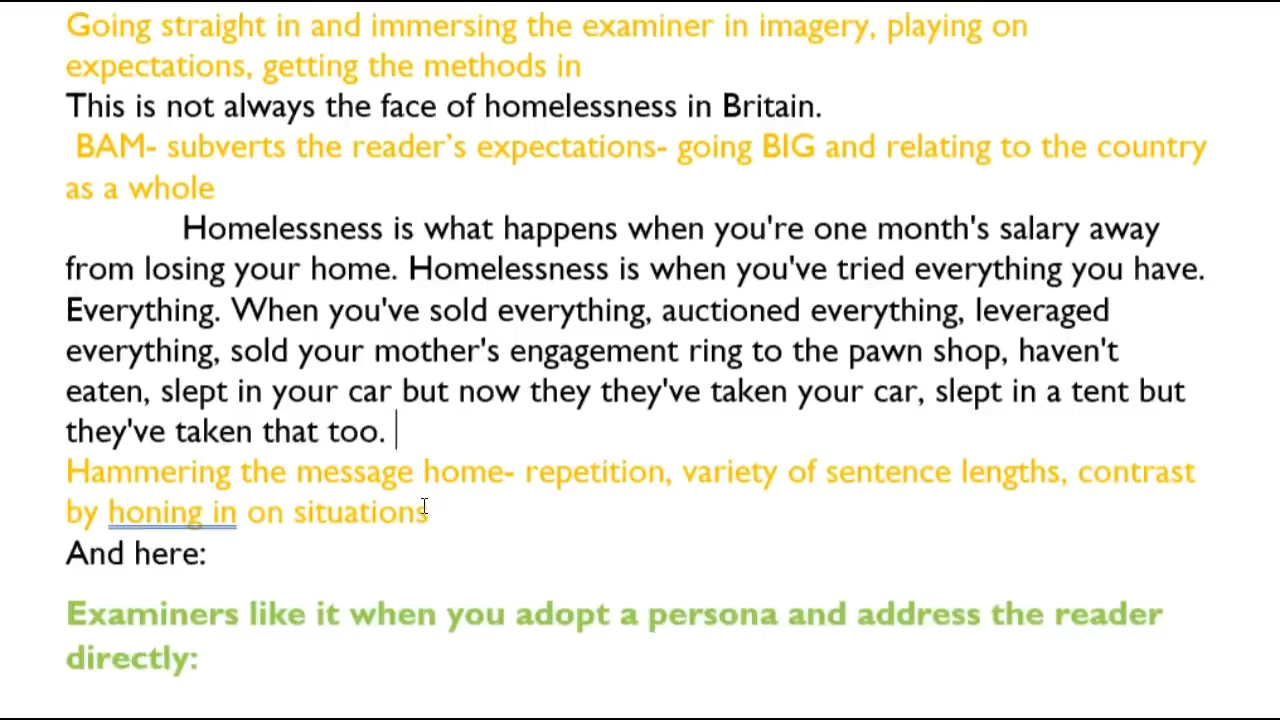 Going straight in and immersing the examiner in imagery, playing on
expectations, getting the methods in
This is not always the face of homelessness in Britain.
BAM- subverts the reader’s expectations- going BIG and relating to the country
as a whole
Homelessness is what happens when you're one month's salary away
from losing your home. Homelessness is when you've tried everything you have.
Everything. When you've sold everything, auctioned everything, leveraged
everything, sold your mother's engagement ring to the pawn shop, haven't
eaten, slept in your car but now they they've taken your car, slept in a tent but
they've taken that too.
Hammering the message home- repetition, variety of sentence lengths, contrast
by honing in on situations
And here:
Examiners like it when you adopt a persona and address the reader
directly: